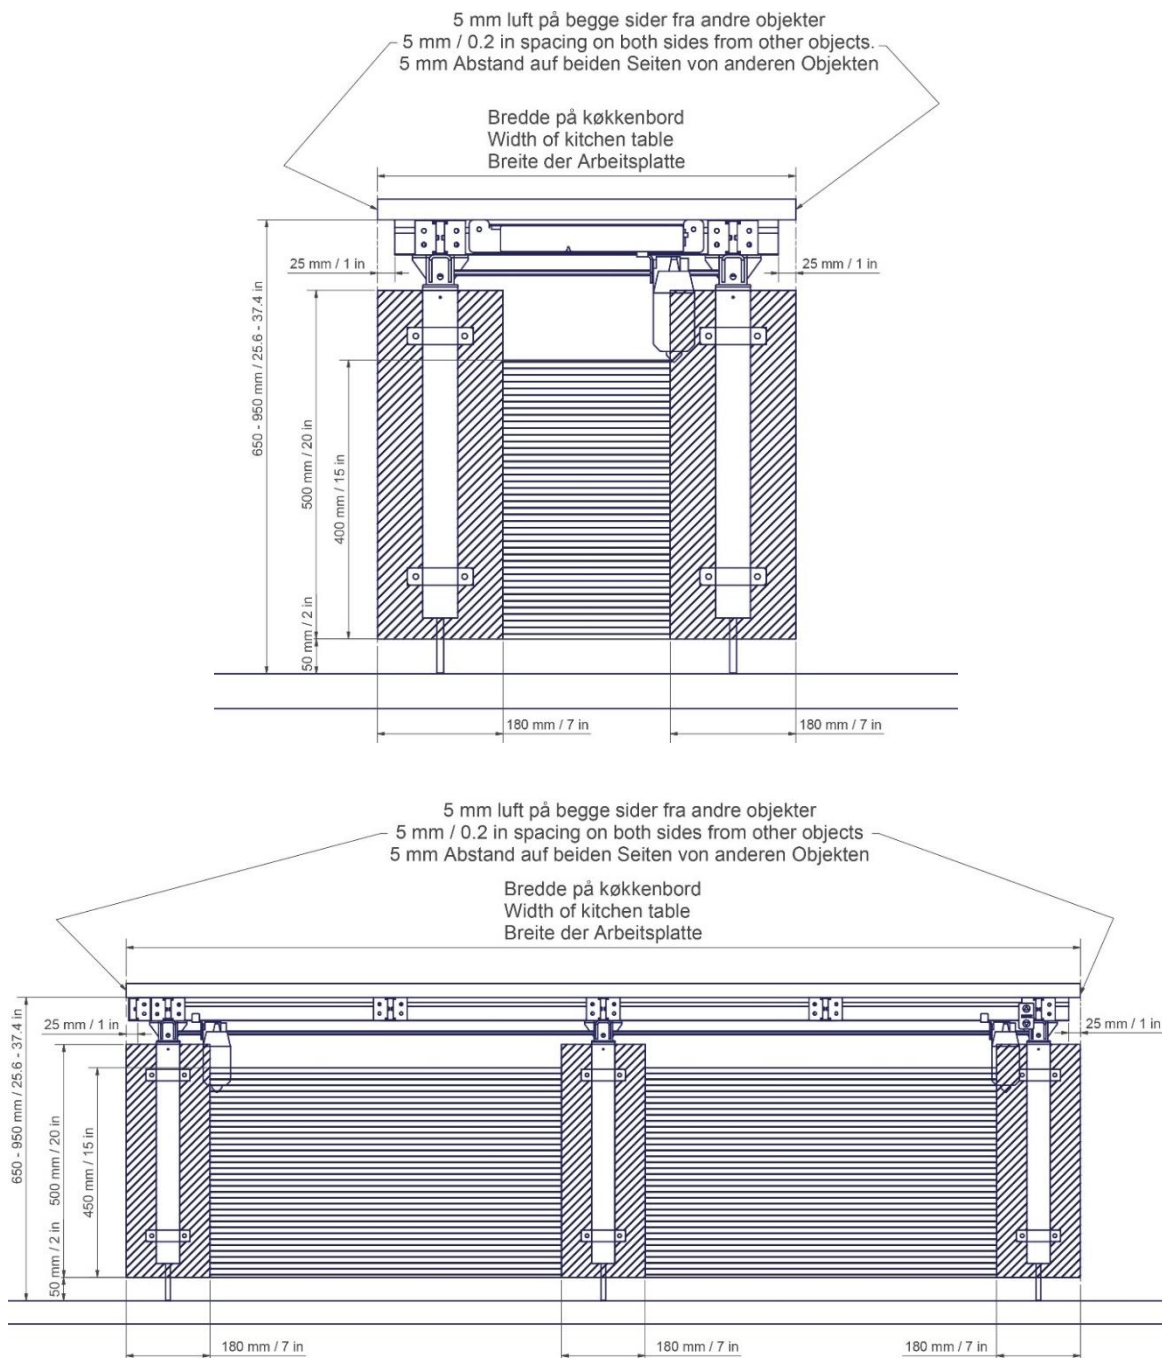 5 mm luft på begge sider fra andre objekter
5 mm / 0.2 in spacing on both sides from other objects.
5 mm Abstand auf beiden Seiten von anderen Objekten
Bredde på køkkenbord
Width of kitchen table
Breite der Arbeitsplatte
25 mm / 1 in
25 mm / 1 in
650 - 950 mm / 25.6 - 37.4 in
500 mm / 20 in
400 mm / 15 in
50 mm / 2 in
180 mm / 7 in
180 mm / 7 in
5 mm luft på begge sider fra andre objekter
5 mm / 0.2 in spacing on both sides from other objects
5 mm Abstand auf beiden Seiten von anderen Objekten
Bredde på køkkenbord
Width of kitchen table
Breite der Arbeitsplatte
25 mm / 1 in
25 mm / 1 in
650 - 950 mm / 25.6 - 37.4 in
500 mm / 20 in
450 mm / 15 in
50 mm / 2 in
180 mm / 7 in
180 mm / 7 in
180 mm / 7 in